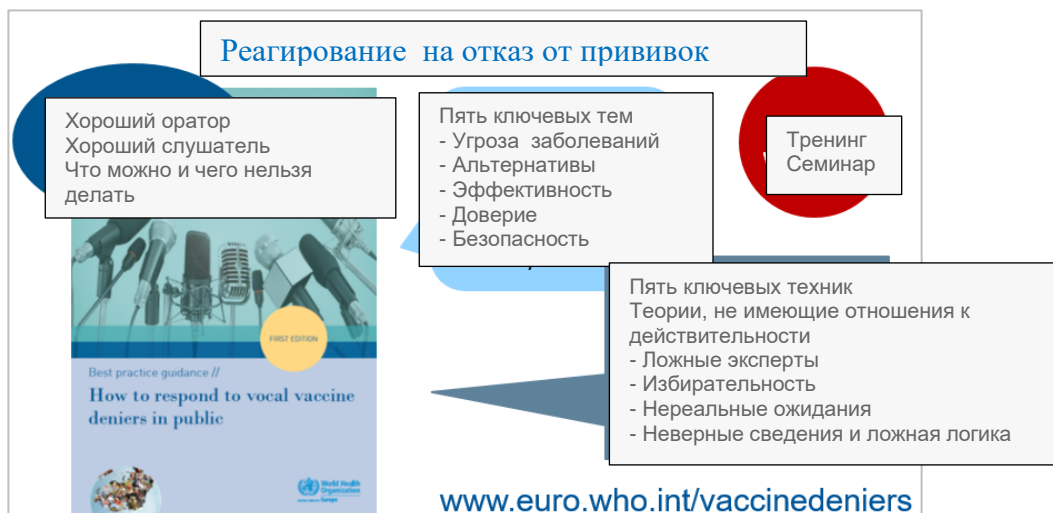 Реагирование на отказ от прививок
Хороший оратор
Хороший слушатель
Что можно и чего нельзя
делать
Пять ключевых тем
- Угроза заболеваний
- Альтернативы
- Эффективность
- Доверие
- Безопасность
Тренинг
Семинар
Пять ключевых техник
Теории, не имеющие отношения к
действительности
- Ложные эксперты
- Избирательность
- Нереальные ожидания
- Неверные сведения и ложная логика
FIRST EDITION
Best practice guidance //
How to respond to vocal vaccine
deniers in public
World Health
Organization
Europe
www.euro.who.int/vaccinedeniers